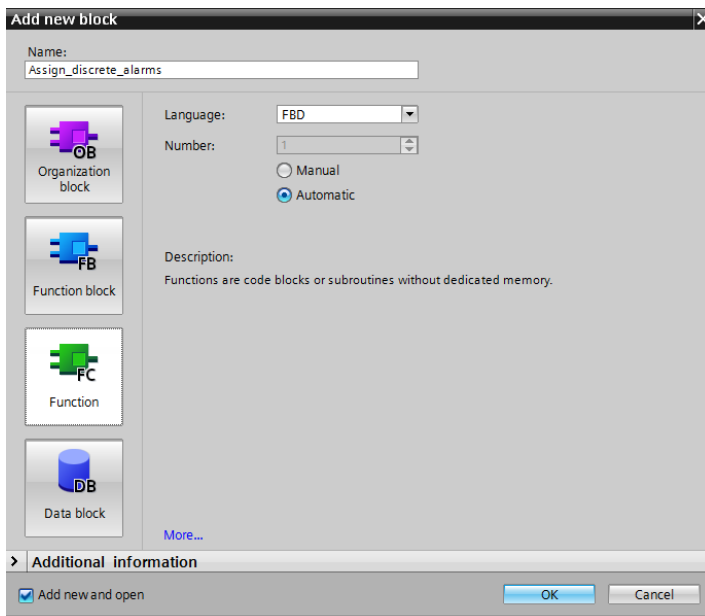 Add new block
Name:
Assign_discrete_alarms
OB
Organization
block
FB
Function block
FC
Function
DB
Data block
Language:
FBD
Number:
1
Manual
Automatic
Description:
Functions are code blocks or subroutines without dedicated memory.
More...
> Additional information
Add new and open
OK
Cancel